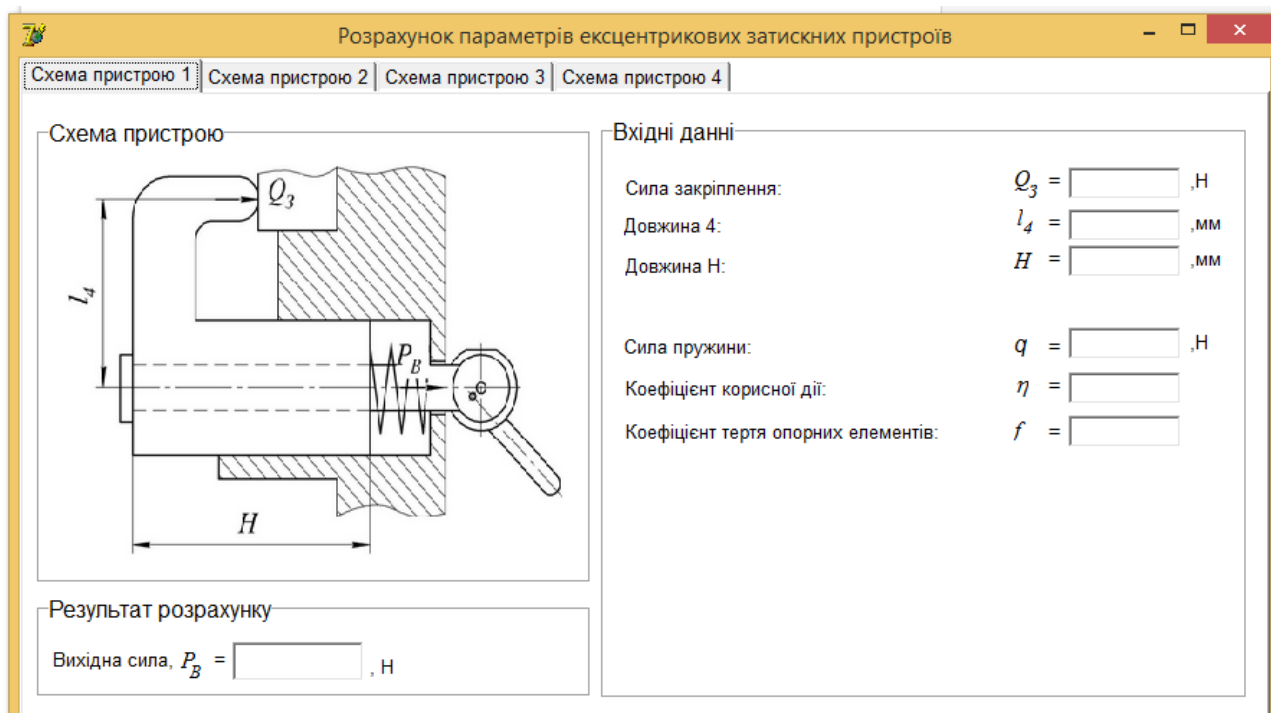 Розрахунок параметрів ексцентрикових затискних пристроїв
Схема пристрою 1 Схема пристрою 2 Схема пристрою 3 Схема пристрою 4
Схема пристрою
Q3
l4
PB
H
Вхідні данні
Сила закріплення: Q3 = ,Н
Довжина 4: l4 = ,мм
Довжина Н: H = ,мм
Сила пружини: q = ,Н
Коефіцієнт корисної дії: η =
Коефіцієнт тертя опорних елементів: f =
Результат розрахунку
Вихідна сила, PB = , Н